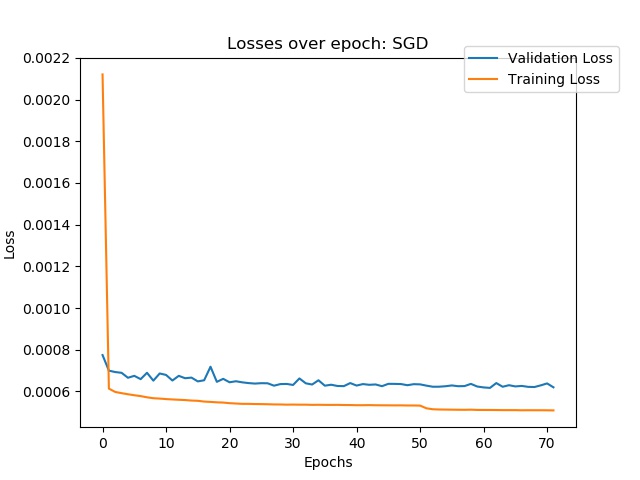 Losses over epoch: SGD
Validation Loss
Training Loss
0.0022
0.0020
0.0018
0.0016
0.0014
0.0012
0.0010
0.0008
0.0006
Loss
0 10 20 30 40 50 60 70
Epochs